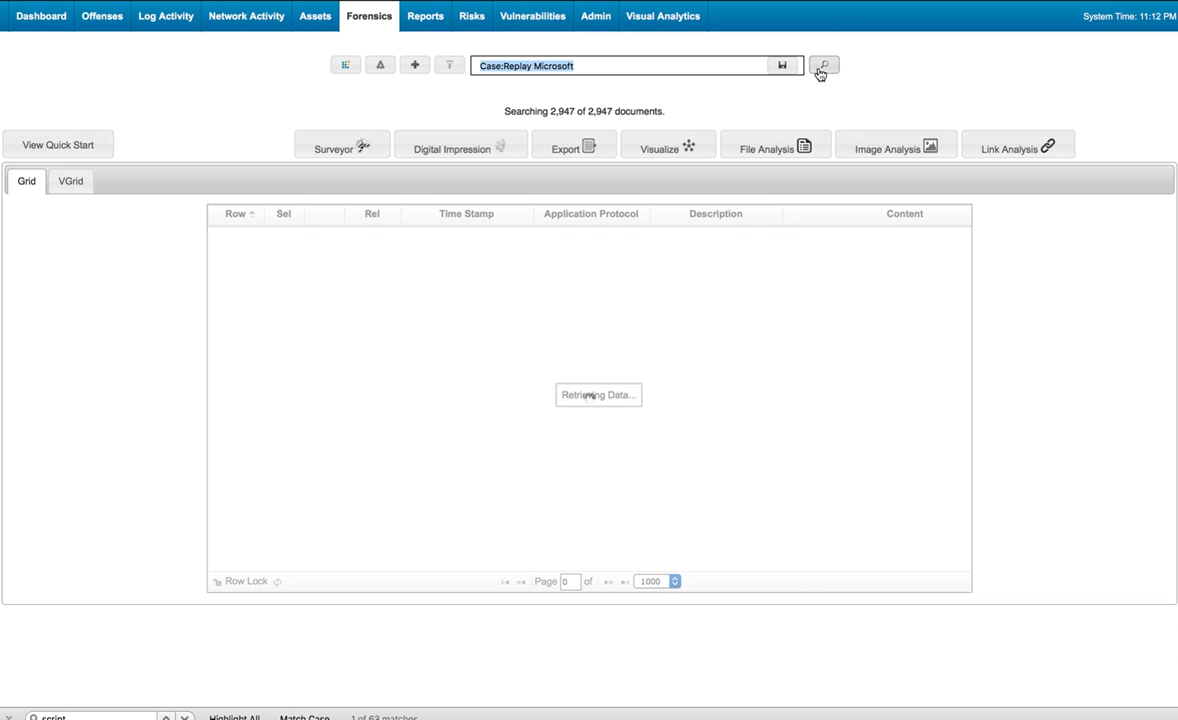 Dashboard Offenses Log Activity Network Activity Assets Forensics Reports Risks Vulnerabilities Admin Visual Analytics System Time: 11:12 PM
Case:Replay Microsoft
Searching 2,947 of 2,947 documents.
View Quick Start Surveyor Digital Impression Export Visualize File Analysis Image Analysis Link Analysis
Grid VGrid
Row Sel Rel Time Stamp Application Protocol Description Content
Retrieving Data...
Row Lock Page 0 of 1000
script Highlight All Match Case 1 of 63 matches